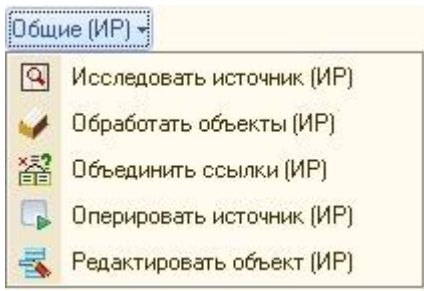 Общие (ИР)
Исследовать источник (ИР)
Обработать объекты (ИР)
Объединить ссылки (ИР)
Оперировать источник (ИР)
Редактировать объект (ИР)